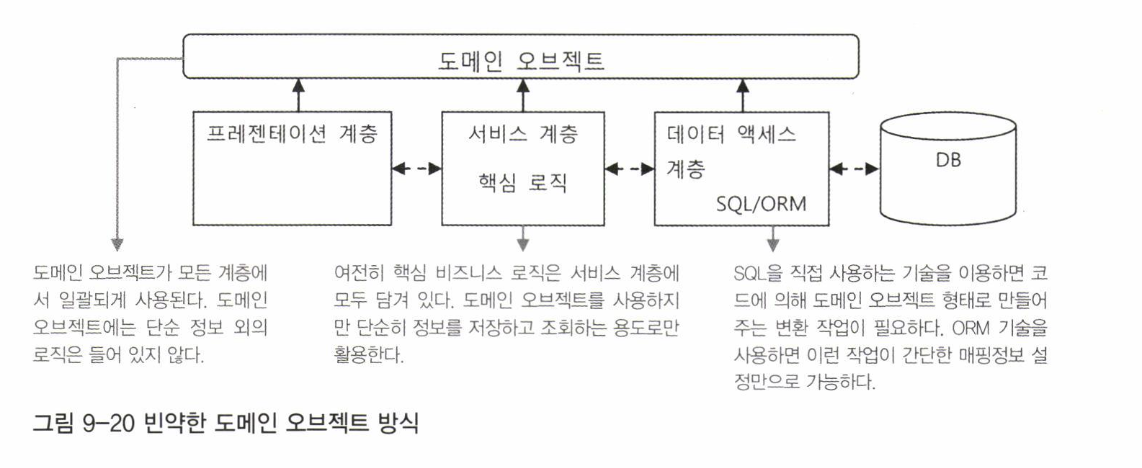 도메인 오브젝트
프레젠테이션 계층
서비스 계층
핵심 로직
데이터 액세스
계층
SQL/ORM
DB
도메인 오브젝트가 모든 계층에
서 일괄되게 사용된다. 도메인
오브젝트에는 단순 정보 외의
로직은 들어 있지 않다.
여전히 핵심 비즈니스 로직은 서비스 계층에
모두 담겨 있다. 도메인 오브젝트를 사용하지
만 단순히 정보를 저장하고 조회하는 용도로만
활용한다.
SQL을 직접 사용하는 기술을 이용하면 코
드에 의해 도메인 오브젝트 형태로 만들어
주는 변환 작업이 필요하다. ORM 기술을
사용하면 이런 작업이 간단한 매핑정보 설
정만으로 가능하다.
그림 9-20 빈약한 도메인 오브젝트 방식